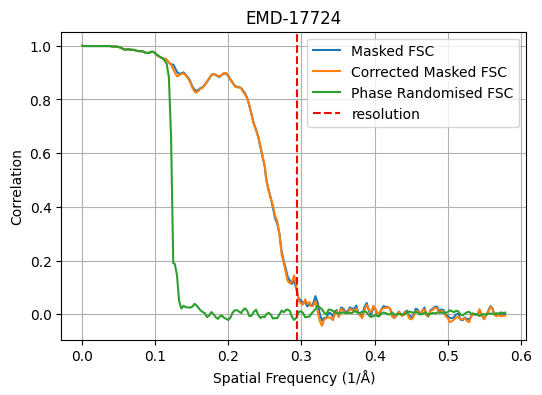 EMD-17724
Masked FSC
Corrected Masked FSC
Phase Randomised FSC
resolution
Correlation
1.0
0.8
0.6
0.4
0.2
0.0
0.0 0.1 0.2 0.3 0.4 0.5 0.6
Spatial Frequency (1/Å)